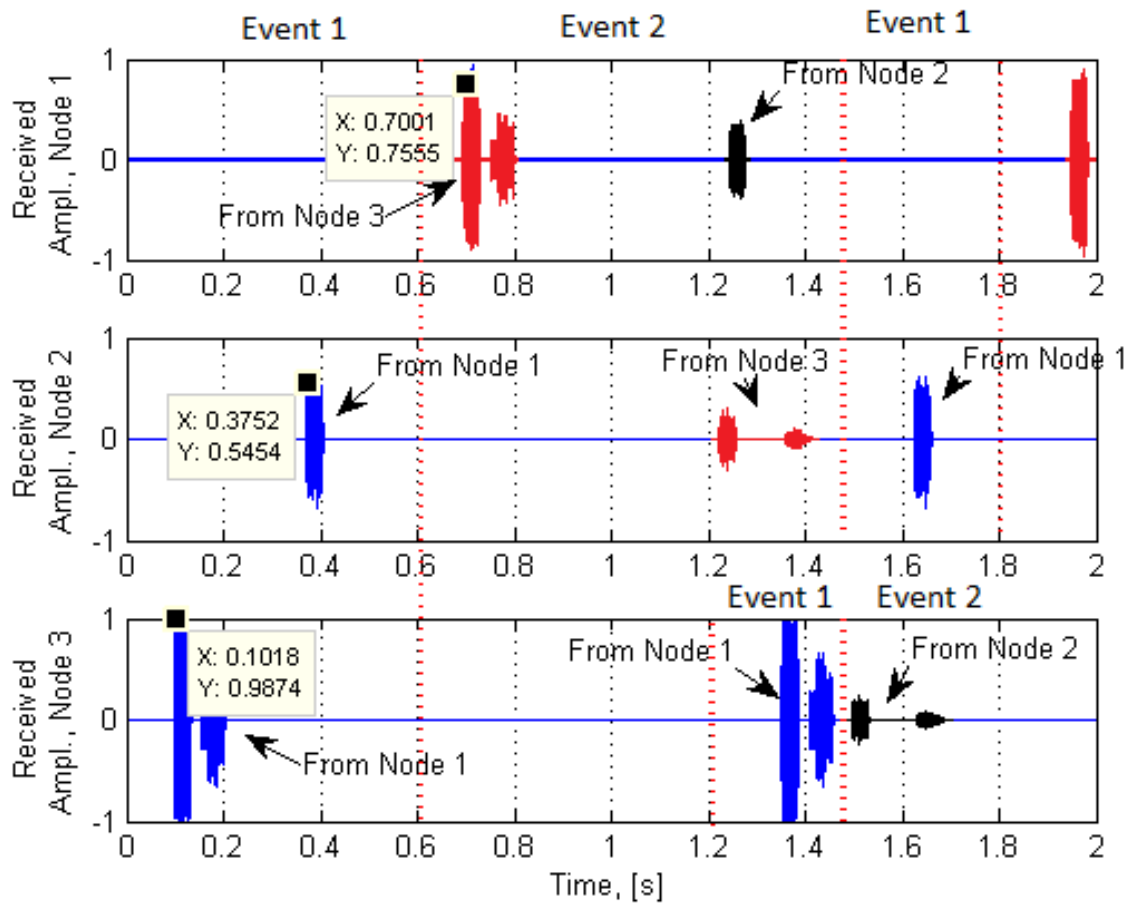 Event 1
Event 2
Event 1
Received
Ampl., Node 1
1
0
-1
X: 0.7001
Y: 0.7555
From Node 3
From Node 2
0 0.2 0.4 0.6 0.8 1 1.2 1.4 1.6 1.8 2
Received
Ampl., Node 2
1
0
-1
From Node 1
X: 0.3752
Y: 0.5454
From Node 3
From Node 1
0 0.2 0.4 0.6 0.8 1 1.2 1.4 1.6 1.8 2
Event 1
Event 2
Received
Ampl., Node 3
1
0
-1
X: 0.1018
Y: 0.9874
From Node 1
From Node 1
From Node 2
0 0.2 0.4 0.6 0.8 1 1.2 1.4 1.6 1.8 2
Time, [s]